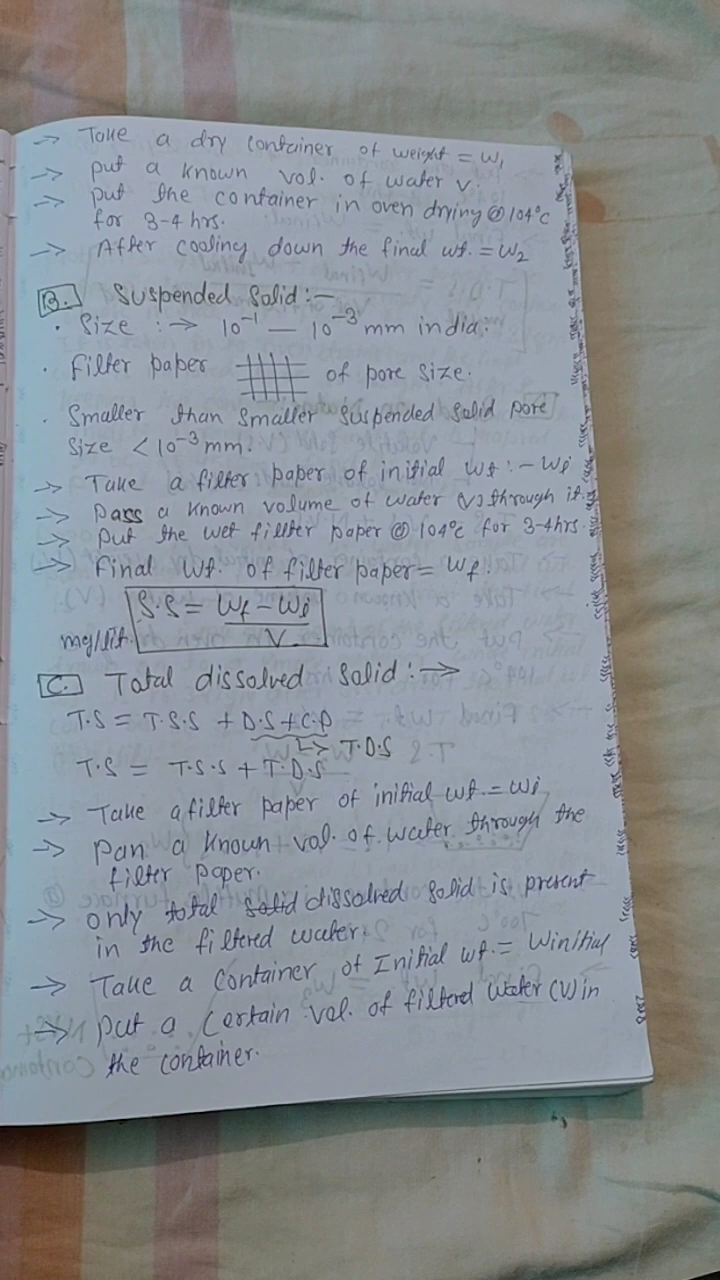 → Take a dry container of weight = W₁
→ put a known vol. of water v.
→ put the container in oven drying @ 104°c
for 3-4 hrs.
→ After cooling down the final wt. = W₂
B. Suspended Solid :-
• Size :→ 10⁻¹ — 10⁻³ mm in dia.
• Filter paper of pore size.
• Smaller than smaller suspended solid pore
size < 10⁻³ mm.
→ Take a filter paper of initial wt :- Wi
→ Pass a known volume of water (V) through it.
→ put the wet fillter paper @ 104°c for 3-4 hrs.
→ Final wt. of filter paper = Wf.
S.S = Wf - Wi / V
mg/lit.
C. Total dissolved solid :→
T.S = T.S.S + D.S + C.P
↳ T.D.S
T.S = T.S.S + T.D.S
→ Take a filter paper of initial wt. = Wi
→ Pan a known vol. of water through the
filter paper.
→ only total solid dissolved solid is present
in the filtered water.
→ Take a container of Initial wt. = Winitial
→ put a certain vol. of filtered water (V) in
the container.